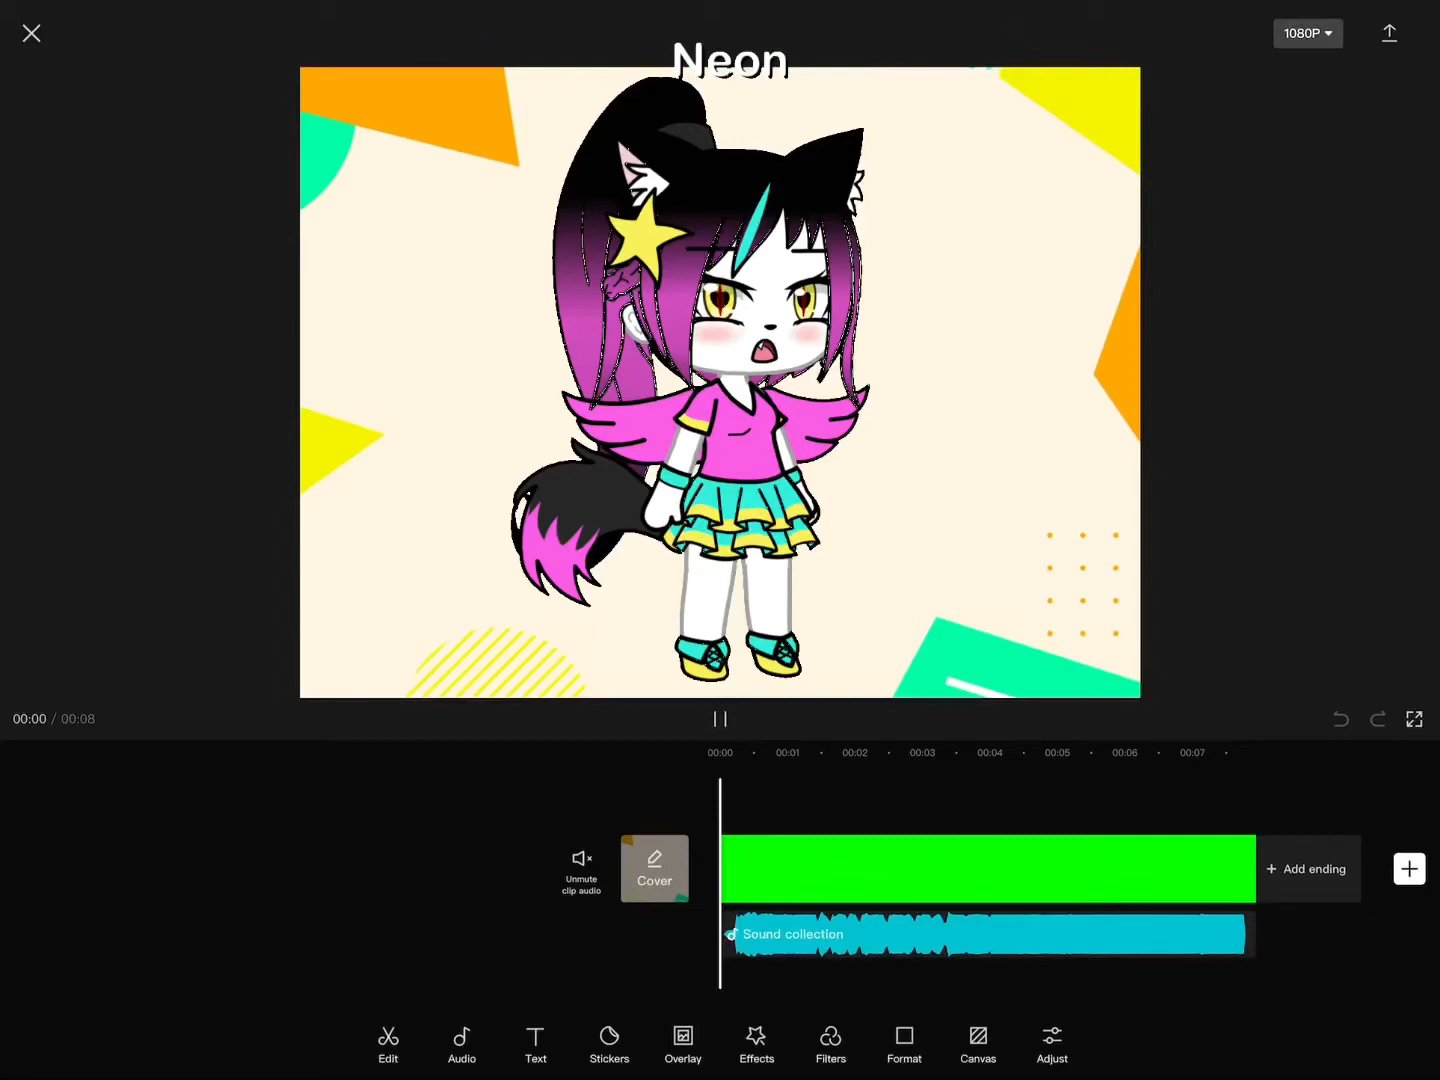 1080P
Neon
00:00 / 00:08
00:00 00:01 00:02 00:03 00:04 00:05 00:06 00:07
Unmute
clip audio
Cover
+ Add ending
Sound collection
Edit Audio Text Stickers Overlay Effects Filters Format Canvas Adjust